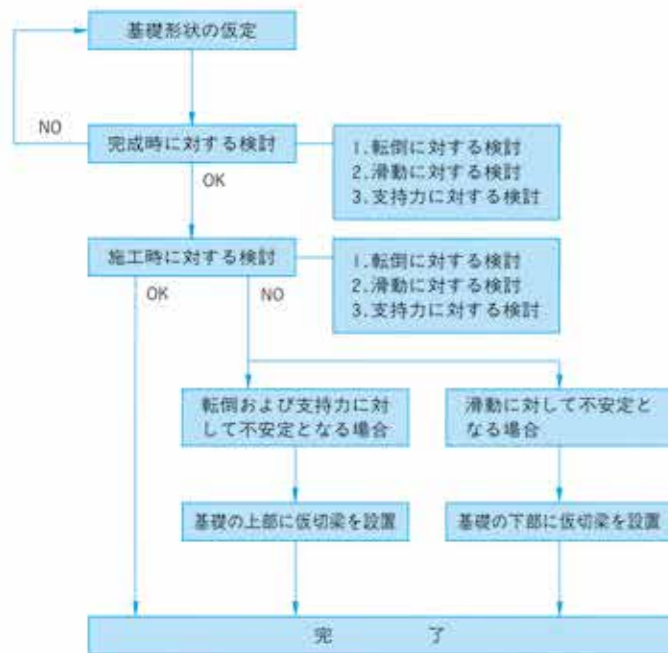 基礎形状の仮定
NO
完成時に対する検討
1.転倒に対する検討
2.滑動に対する検討
3.支持力に対する検討
OK
施工時に対する検討
1.転倒に対する検討
2.滑動に対する検討
3.支持力に対する検討
OK
NO
転倒および支持力に対
して不安定となる場合
滑動に対して不安定と
なる場合
基礎の上部に仮切梁を設置
基礎の下部に仮切梁を設置
完 了